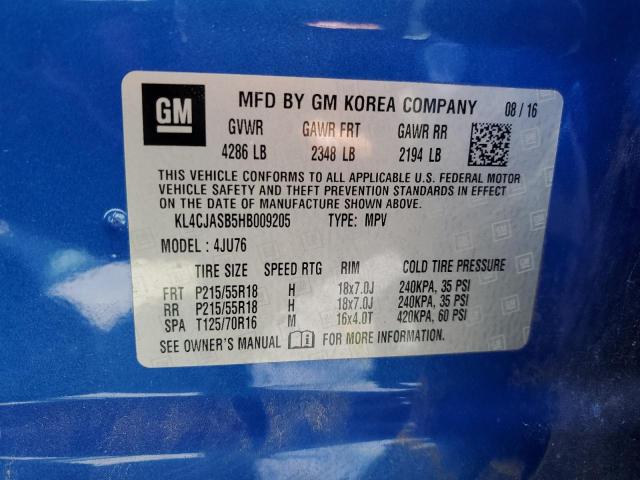 GM
MFD BY GM KOREA COMPANY 08 / 16
GVWR GAWR FRT GAWR RR
4286 LB 2348 LB 2194 LB
THIS VEHICLE CONFORMS TO ALL APPLICABLE U.S. FEDERAL MOTOR
VEHICLE SAFETY AND THEFT PREVENTION STANDARDS IN EFFECT
ON THE DATE OF MANUFACTURE SHOWN ABOVE.
KL4CJASB5HB009205 TYPE: MPV
MODEL : 4JU76
TIRE SIZE SPEED RTG RIM COLD TIRE PRESSURE
FRT P215/55R18 H 18x7.0J 240KPA, 35 PSI
RR P215/55R18 H 18x7.0J 240KPA, 35 PSI
SPA T125/70R16 M 16x4.0T 420KPA, 60 PSI
SEE OWNER'S MANUAL FOR MORE INFORMATION.